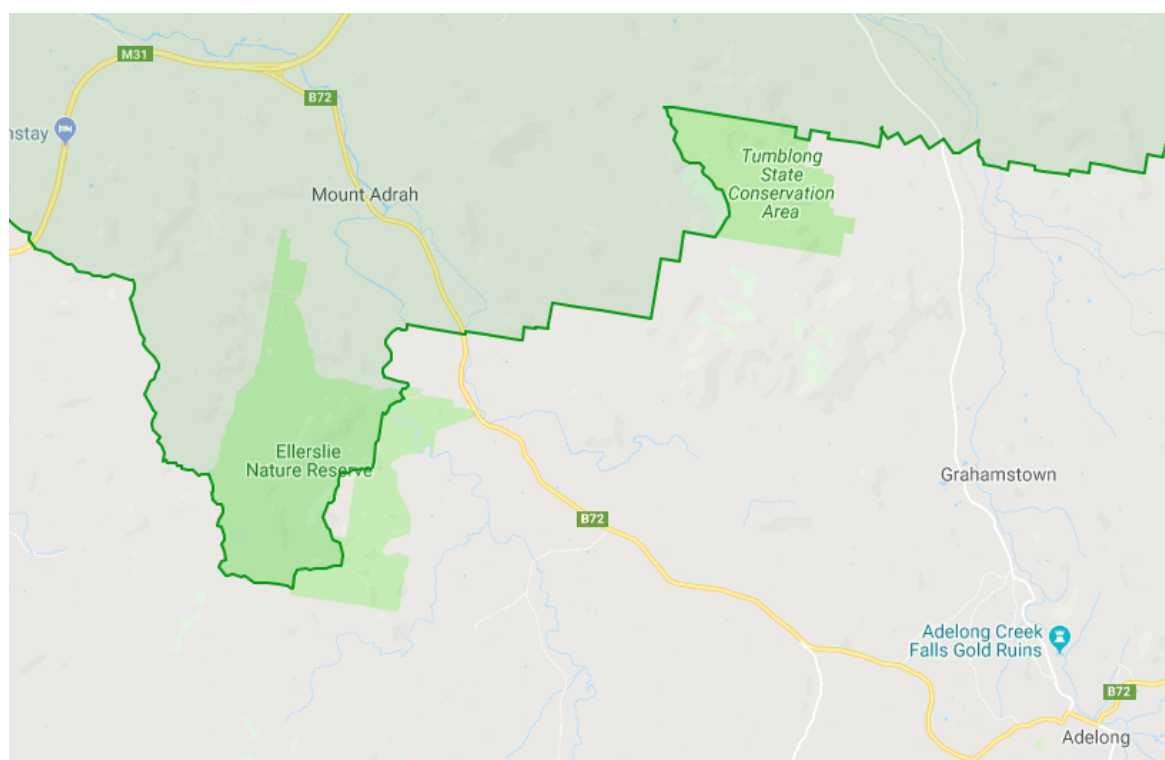 M31
B72
nstay
Mount Adrah
Tumblong
State
Conservation
Area
Ellerslie
Nature Reserve
Grahamstown
B72
Adelong Creek
Falls Gold Ruins
B72
Adelong